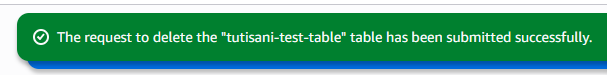 The request to delete the "tutisani-test-table" table has been submitted successfully.